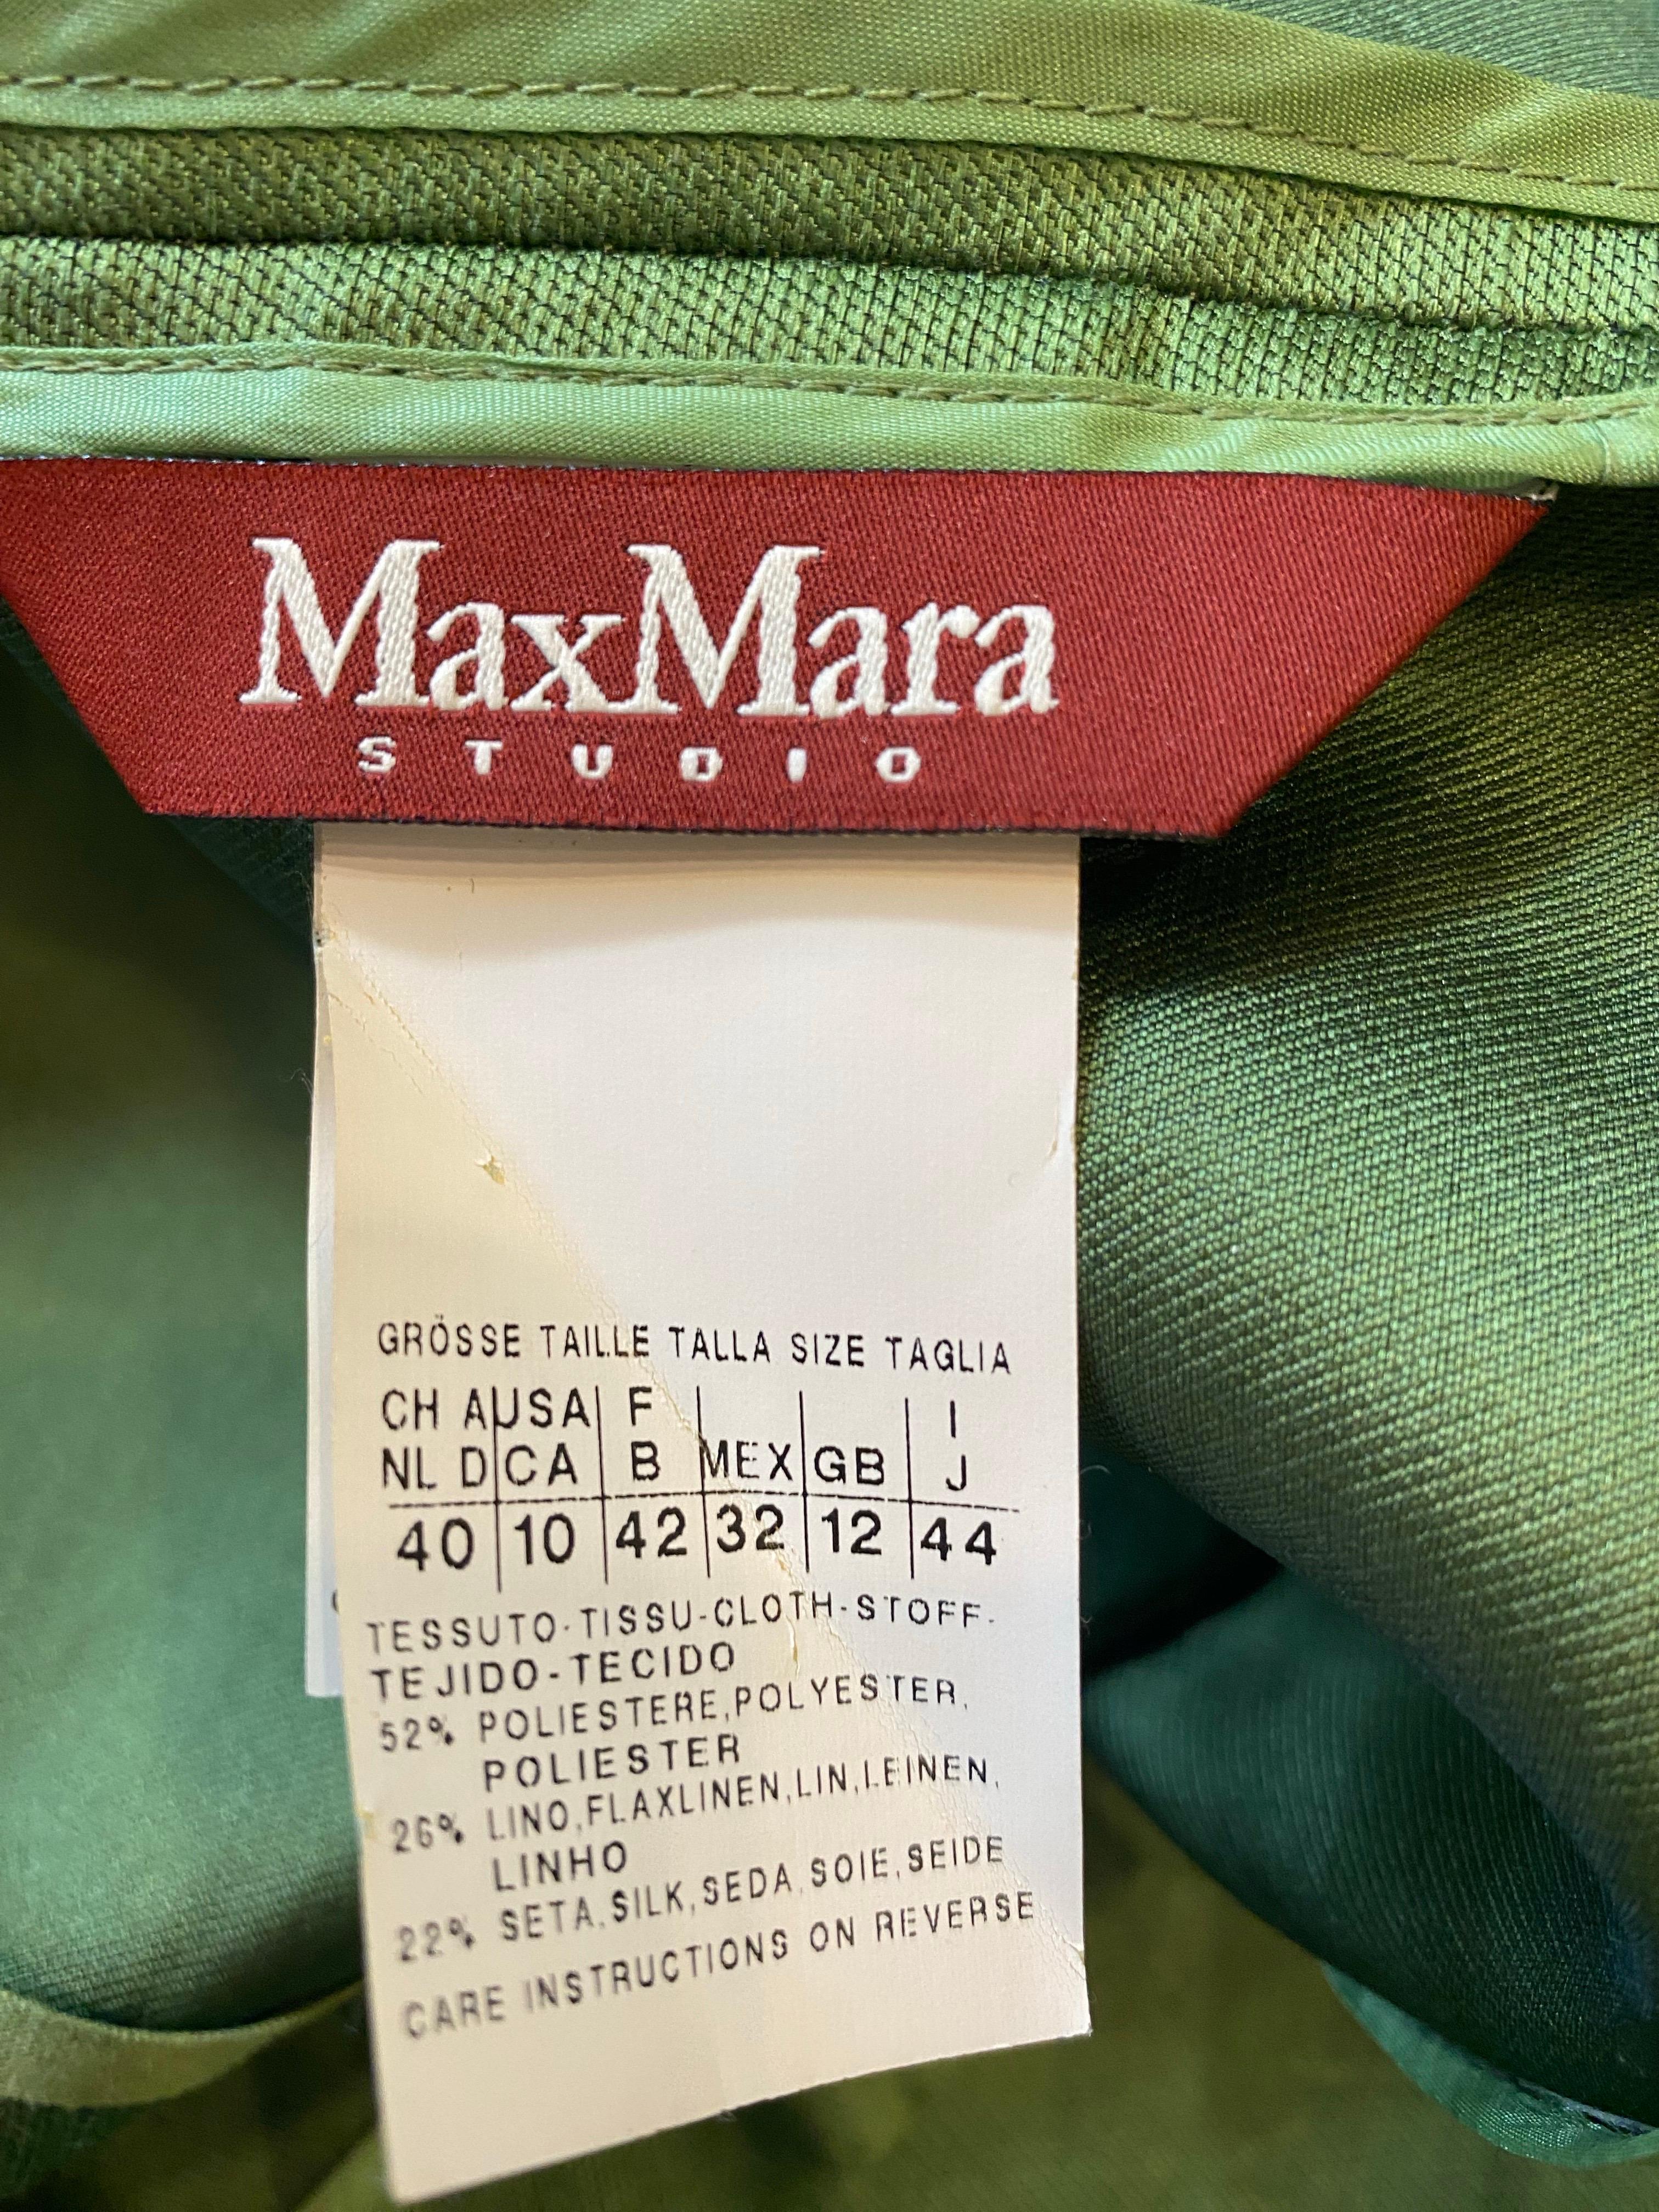 MaxMara
STUDIO
GRÖSSE TAILLE TALLA SIZE TAGLIA
CH A USA F I
NL D CA B MEX GB J
40 10 42 32 12 44
TESSUTO-TISSU-CLOTH-STOFF-
TEJIDO-TECIDO
52% POLIESTERE,POLYESTER,
POLIESTER
26% LINO,FLAXLINEN,LIN,LEINEN,
LINHO
22% SETA,SILK,SEDA,SOIE,SEIDE
CARE INSTRUCTIONS ON REVERSE